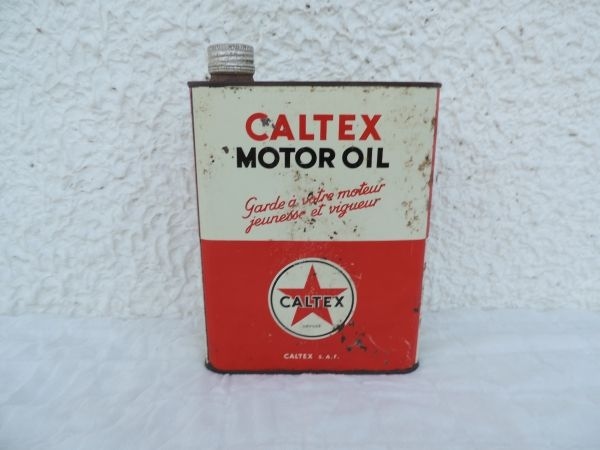 CALTEX
MOTOR OIL
Garde à votre moteur
jeunesse et vigueur
CALTEX
CALTEX S.A.F.